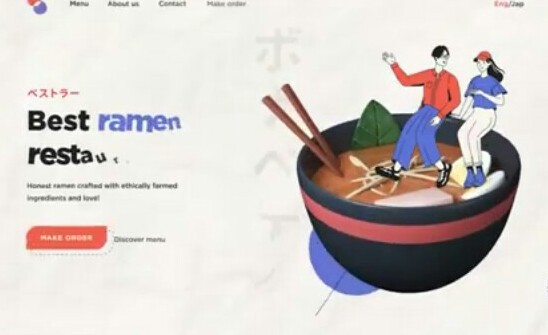 Menu About us Contact Make order Eng/Jap
ベストラー
Best ramen
restaur
Honest ramen crafted with ethically farmed
ingredients and love!
MAKE ORDER Discover menu